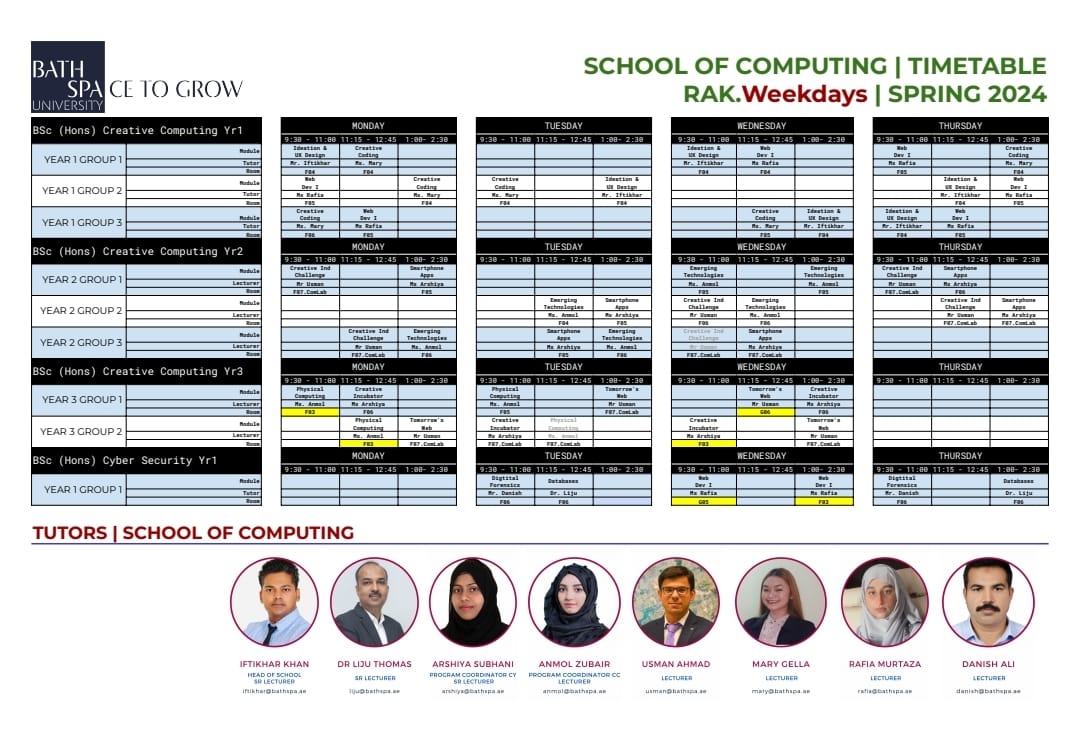 BATH
SPA CE TO GROW
UNIVERSITY
SCHOOL OF COMPUTING | TIMETABLE
RAK.Weekdays | SPRING 2024
BSc (Hons) Creative Computing Yr1
MONDAY TUESDAY WEDNESDAY THURSDAY
9:30 - 11:00 11:15 - 12:45 1:00- 2:30 9:30 - 11:00 11:15 - 12:45 1:00- 2:30 9:30 - 11:00 11:15 - 12:45 1:00- 2:30 9:30 - 11:00 11:15 - 12:45 1:00- 2:30
YEAR 1 GROUP 1
Module Ideation & UX Design Creative Coding Ideation & UX Design Web Dev I Web Dev I Creative Coding
Tutor Mr. Iftikhar Ms. Mary Mr. Iftikhar Ms Rafia Ms Rafia Ms. Mary
Room F04 F04 F04 F04 F05 F04
YEAR 1 GROUP 2
Module Web Dev I Creative Coding Creative Coding Ideation & UX Design Ideation & UX Design Web Dev I
Tutor Ms Rafia Ms. Mary Ms. Mary Mr. Iftikhar Mr. Iftikhar Ms Rafia
Room F05 F04 F04 F04 F04 F05
YEAR 1 GROUP 3
Module Creative Coding Web Dev I Creative Coding Ideation & UX Design Ideation & UX Design Web Dev I
Tutor Ms. Mary Ms Rafia Ms. Mary Mr. Iftikhar Mr. Iftikhar Ms Rafia
Room F06 F05 F05 F04 F04 F05
BSc (Hons) Creative Computing Yr2
MONDAY TUESDAY WEDNESDAY THURSDAY
9:30 - 11:00 11:15 - 12:45 1:00- 2:30 9:30 - 11:00 11:15 - 12:45 1:00- 2:30 9:30 - 11:00 11:15 - 12:45 1:00- 2:30 9:30 - 11:00 11:15 - 12:45 1:00- 2:30
YEAR 2 GROUP 1
Module Creative Ind Challenge Smartphone Apps Emerging Technologies Emerging Technologies Creative Ind Challenge Smartphone Apps
Lecturer Mr Usman Ms Arshiya Ms. Anmol Ms. Anmol Mr Usman Ms Arshiya
Room F07.ComLab F05 F05 F05 F07.ComLab F06
YEAR 2 GROUP 2
Module Emerging Technologies Smartphone Apps Creative Ind Challenge Emerging Technologies Creative Ind Challenge Smartphone Apps
Lecturer Ms. Anmol Ms Arshiya Mr Usman Ms. Anmol Mr Usman Ms Arshiya
Room F04 F05 F06 F06 F07.ComLab F07.ComLab
YEAR 2 GROUP 3
Module Creative Ind Challenge Emerging Technologies Smartphone Apps Emerging Technologies Creative Ind Challenge Smartphone Apps
Lecturer Mr Usman Ms. Anmol Ms Arshiya Ms. Anmol Mr Usman Ms Arshiya
Room F07.ComLab F06 F05 F06 F07.ComLab F07.ComLab
BSc (Hons) Creative Computing Yr3
MONDAY TUESDAY WEDNESDAY THURSDAY
9:30 - 11:00 11:15 - 12:45 1:00- 2:30 9:30 - 11:00 11:15 - 12:45 1:00- 2:30 9:30 - 11:00 11:15 - 12:45 1:00- 2:30 9:30 - 11:00 11:15 - 12:45 1:00- 2:30
YEAR 3 GROUP 1
Module Physical Computing Creative Incubator Physical Computing Tomorrow's Web Tomorrow's Web Creative Incubator
Lecturer Ms. Anmol Ms Arshiya Ms. Anmol Mr Usman Mr Usman Ms Arshiya
Room F03 F06 F05 F07.ComLab G06 F06
YEAR 3 GROUP 2
Module Physical Computing Tomorrow's Web Creative Incubator Physical Computing Creative Incubator Tomorrow's Web
Lecturer Ms. Anmol Mr Usman Ms Arshiya Ms. Anmol Ms Arshiya Mr Usman
Room F03 F07.ComLab F07.ComLab F07.ComLab F03 F07.ComLab
BSc (Hons) Cyber Security Yr1
MONDAY TUESDAY WEDNESDAY THURSDAY
9:30 - 11:00 11:15 - 12:45 1:00- 2:30 9:30 - 11:00 11:15 - 12:45 1:00- 2:30 9:30 - 11:00 11:15 - 12:45 1:00- 2:30 9:30 - 11:00 11:15 - 12:45 1:00- 2:30
YEAR 1 GROUP 1
Module Digtital Forensics Databases Web Dev I Web Dev I Digtital Forensics Databases
Tutor Mr. Danish Dr. Liju Ms Rafia Ms Rafia Mr. Danish Dr. Liju
Room F06 F06 G05 F03 F06 F06
TUTORS | SCHOOL OF COMPUTING
IFTIKHAR KHAN DR LIJU THOMAS ARSHIYA SUBHANI ANMOL ZUBAIR USMAN AHMAD MARY GELLA RAFIA MURTAZA DANISH ALI
HEAD OF SCHOOL SR LECTURER PROGRAM COORDINATOR CY PROGRAM COORDINATOR CC LECTURER LECTURER LECTURER LECTURER
SR LECTURER SR LECTURER LECTURER
iftikhar@bathspa.ae liju@bathspa.ae arshiya@bathspa.ae anmol@bathspa.ae usman@bathspa.ae mary@bathspa.ae rafia@bathspa.ae danish@bathspa.ae